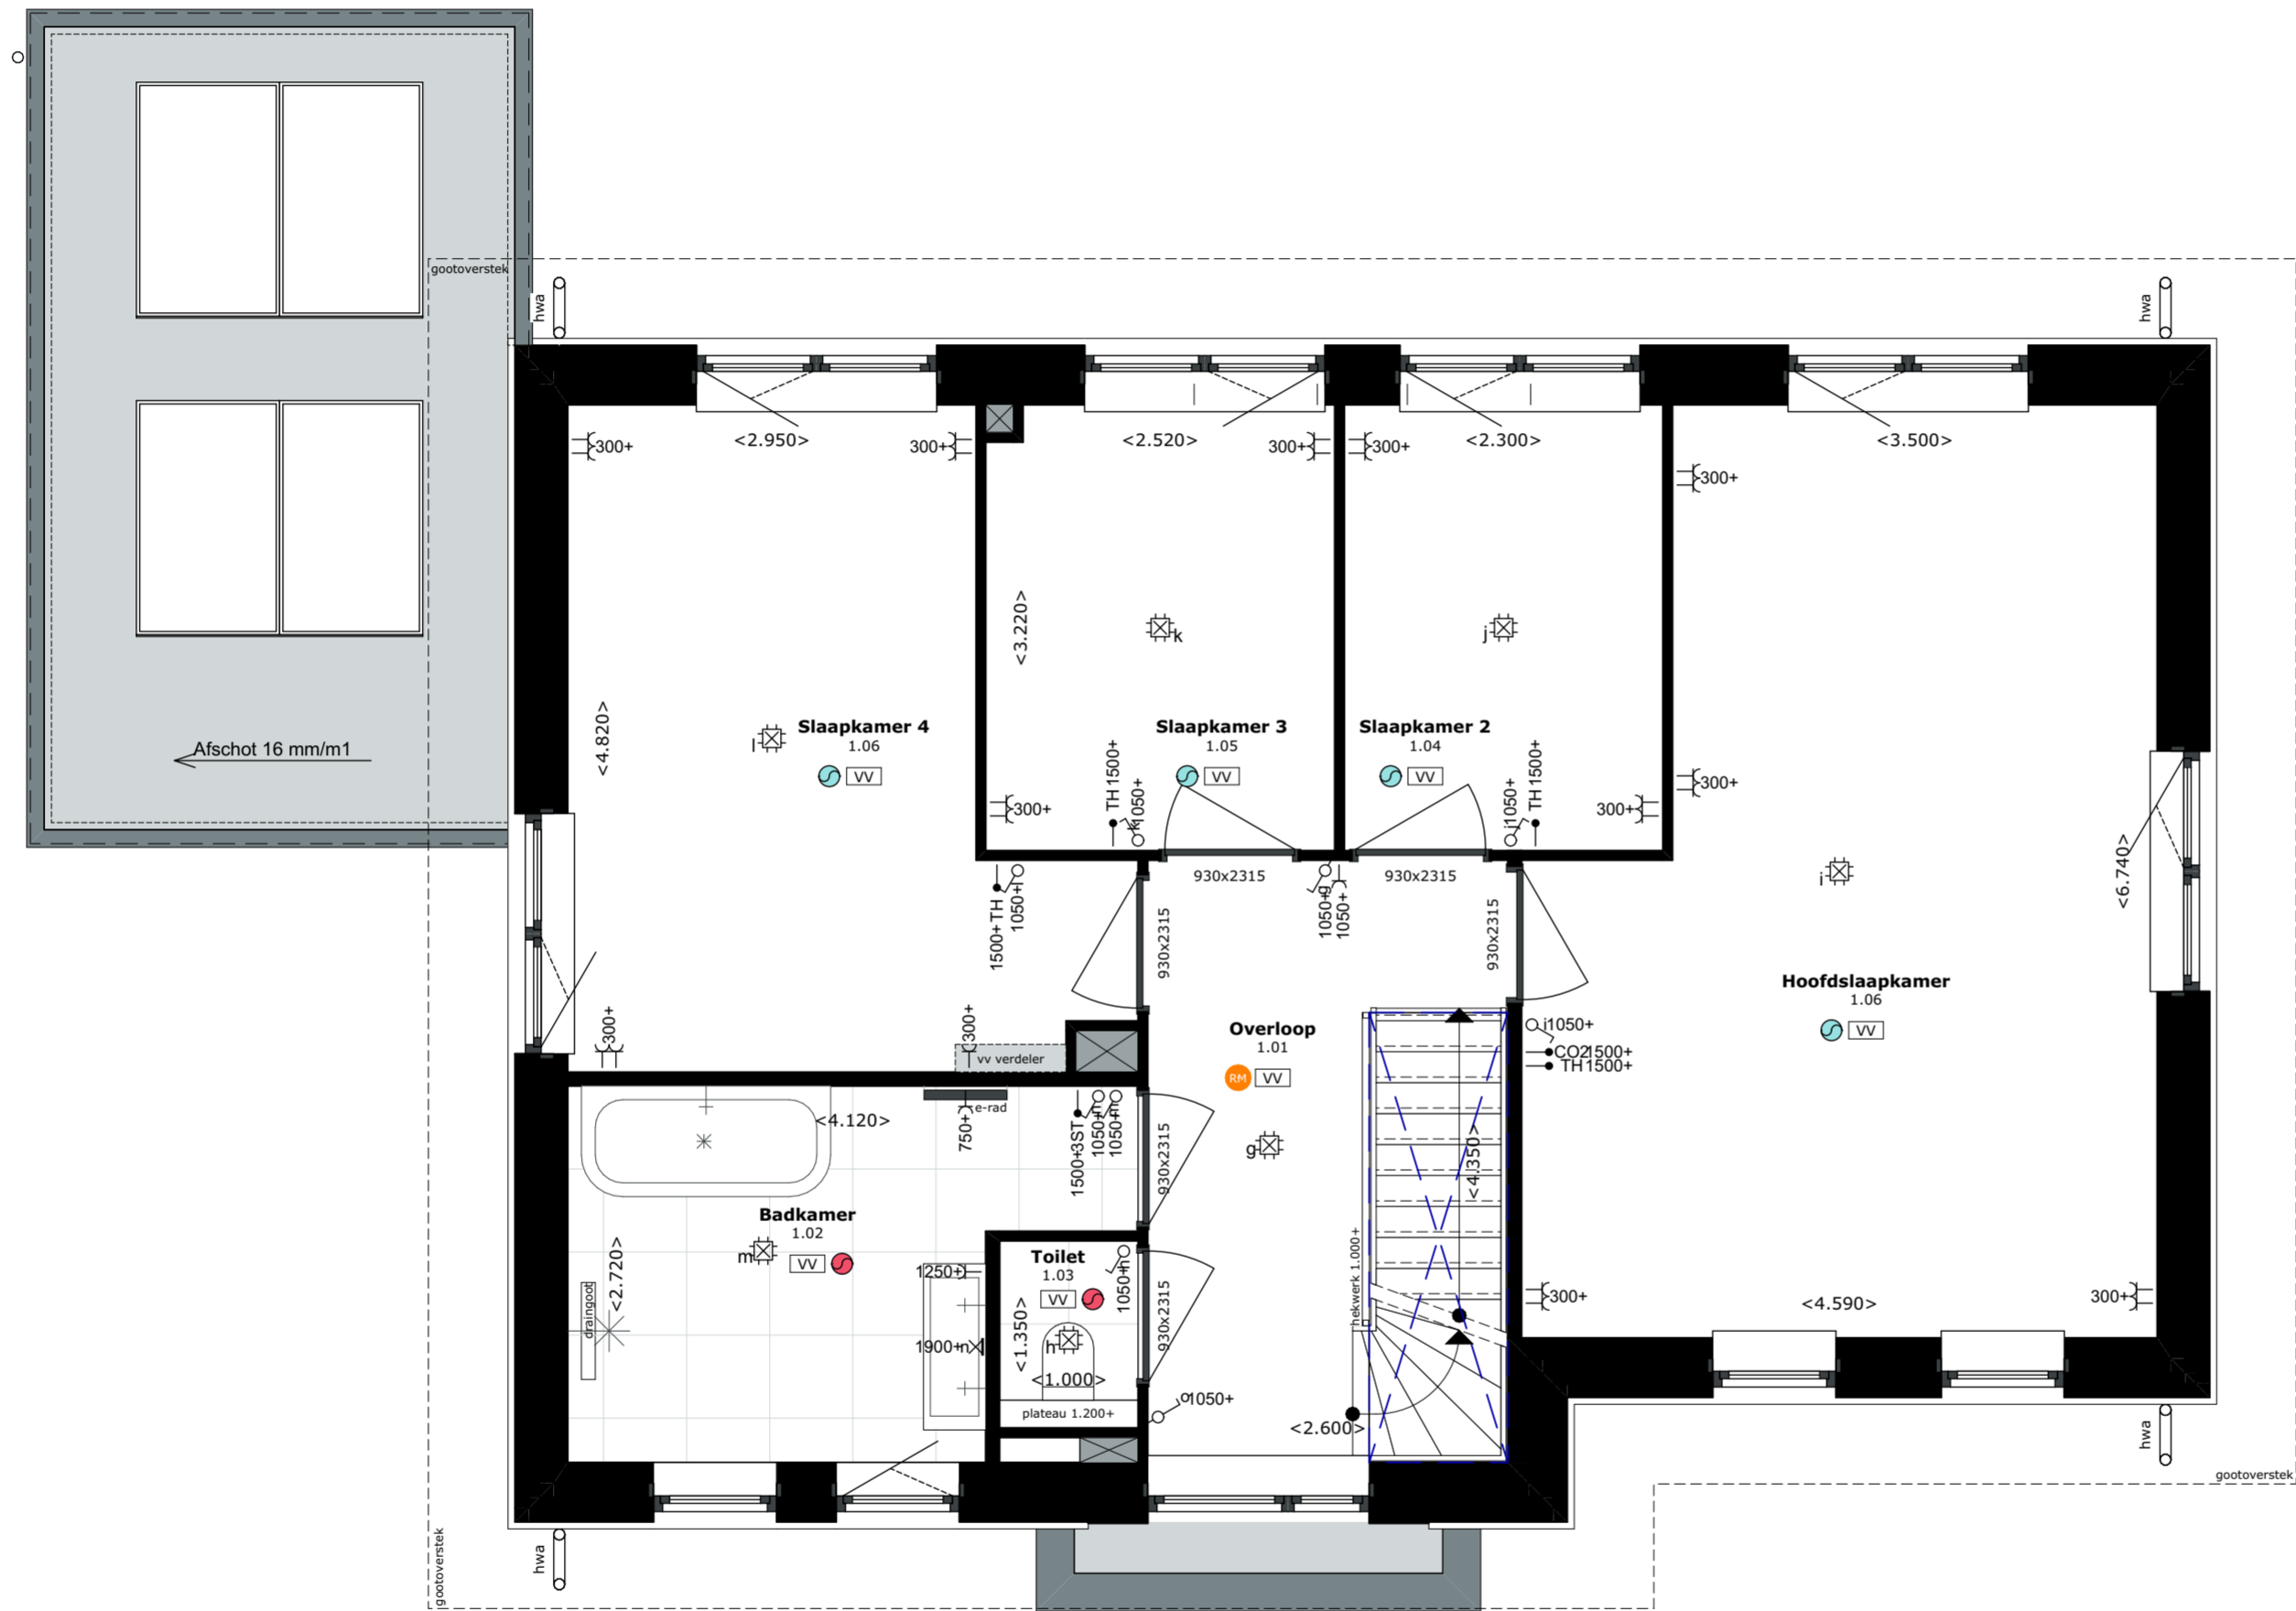 gootoverstek
hwa
hwa
300+
<2.950>
300+
<2.520>
300+
300+
<2.300>
<3.500>
300+
<3.220>
k
j
<4.820>
l
Slaapkamer 4
1.06
VV
Slaapkamer 3
1.05
VV
Slaapkamer 2
1.04
VV
Afschot 16 mm/m1
300+
TH 1500+
k1050+
j1050+
TH 1500+
300+
300+
1500+ TH
1050+l
930x2315
1050+g
1050+
930x2315
930x2315
930x2315
i
<6.740>
Hoofdslaapkamer
1.06
VV
300+
300+
vv verdeler
Overloop
1.01
RM
VV
i1050+
CO21500+
TH1500+
<4.120>
e-rad
750+
1500+3ST
1050+n
1050+m
930x2315
g
<4.350>
Badkamer
1.02
m
VV
<2.720>
draingoot
1250+
1900+n
Toilet
1.03
VV
1050+h
<1.350>
h
<1.000>
plateau 1.200+
930x2315
hekwerk 1.000+
o1050+
<2.600>
300+
<4.590>
300+
hwa
gootoverstek
gootoverstek
hwa